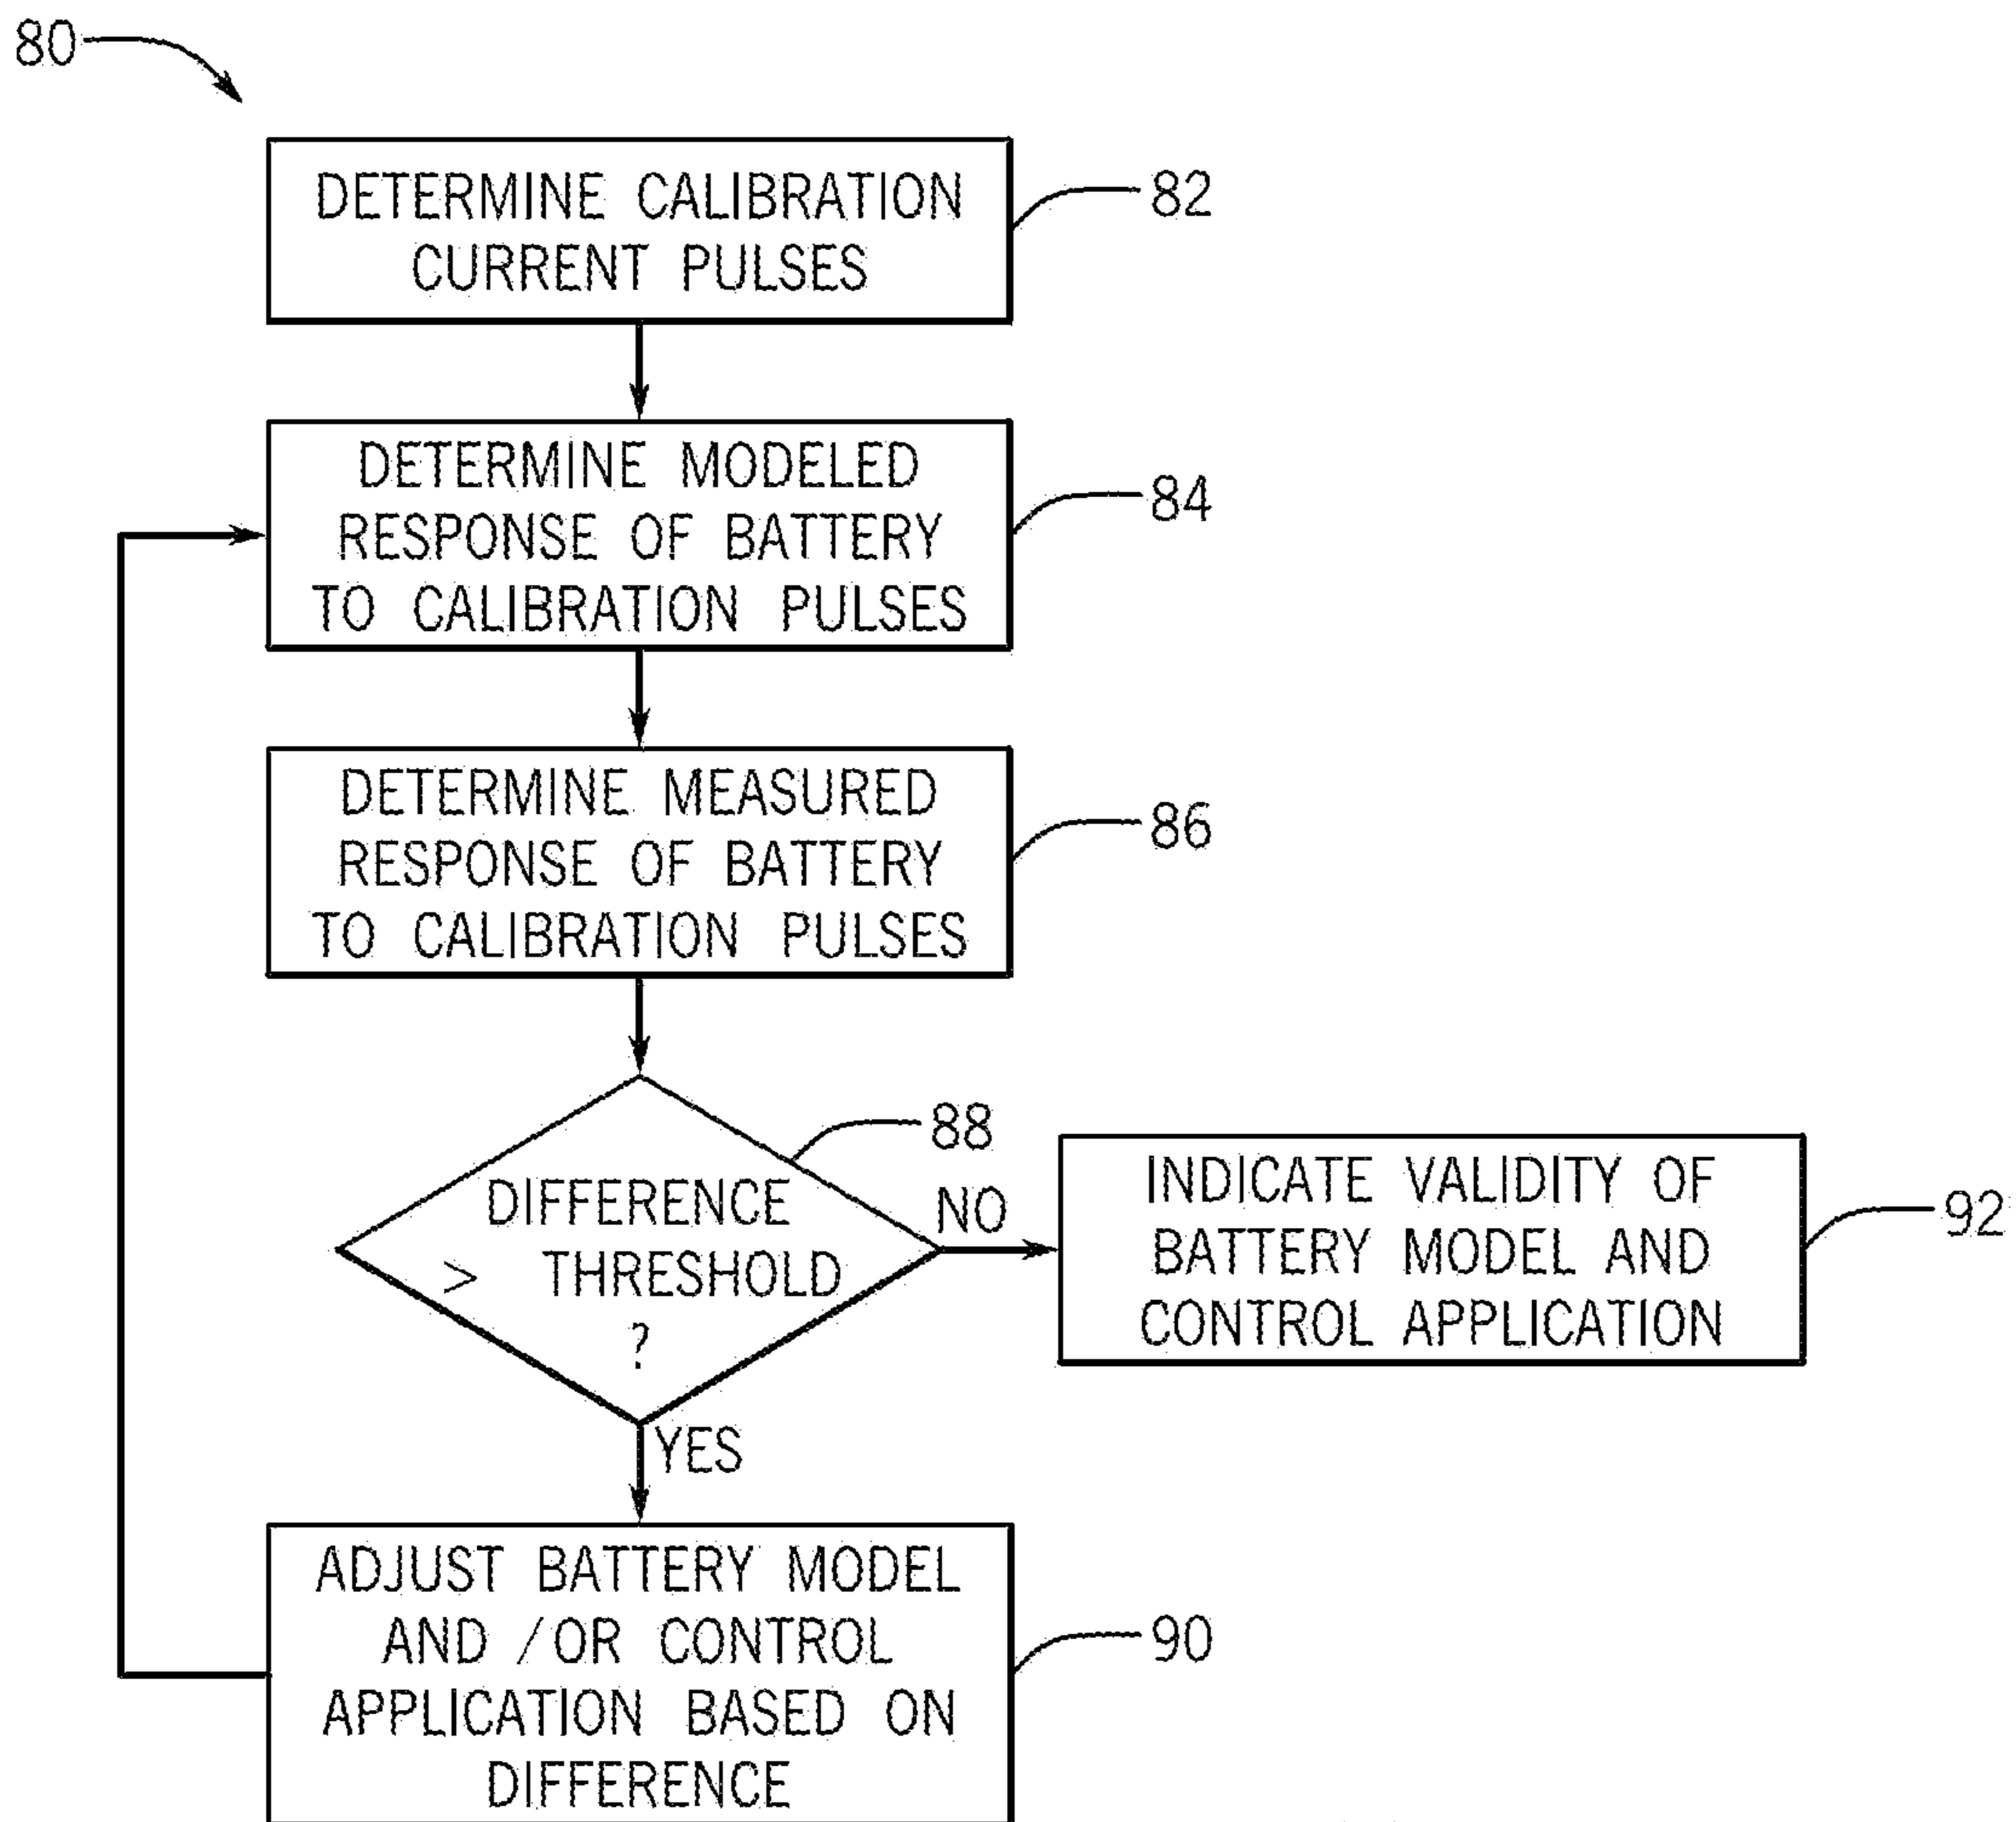 80
DETERMINE CALIBRATION
CURRENT PULSES
82
DETERMINE MODELED
RESPONSE OF BATTERY
TO CALIBRATION PULSES
84
DETERMINE MEASURED
RESPONSE OF BATTERY
TO CALIBRATION PULSES
86
88
DIFFERENCE
> THRESHOLD
?
NO
INDICATE VALIDITY OF
BATTERY MODEL AND
CONTROL APPLICATION
92
YES
ADJUST BATTERY MODEL
AND /OR CONTROL
APPLICATION BASED ON
DIFFERENCE
90